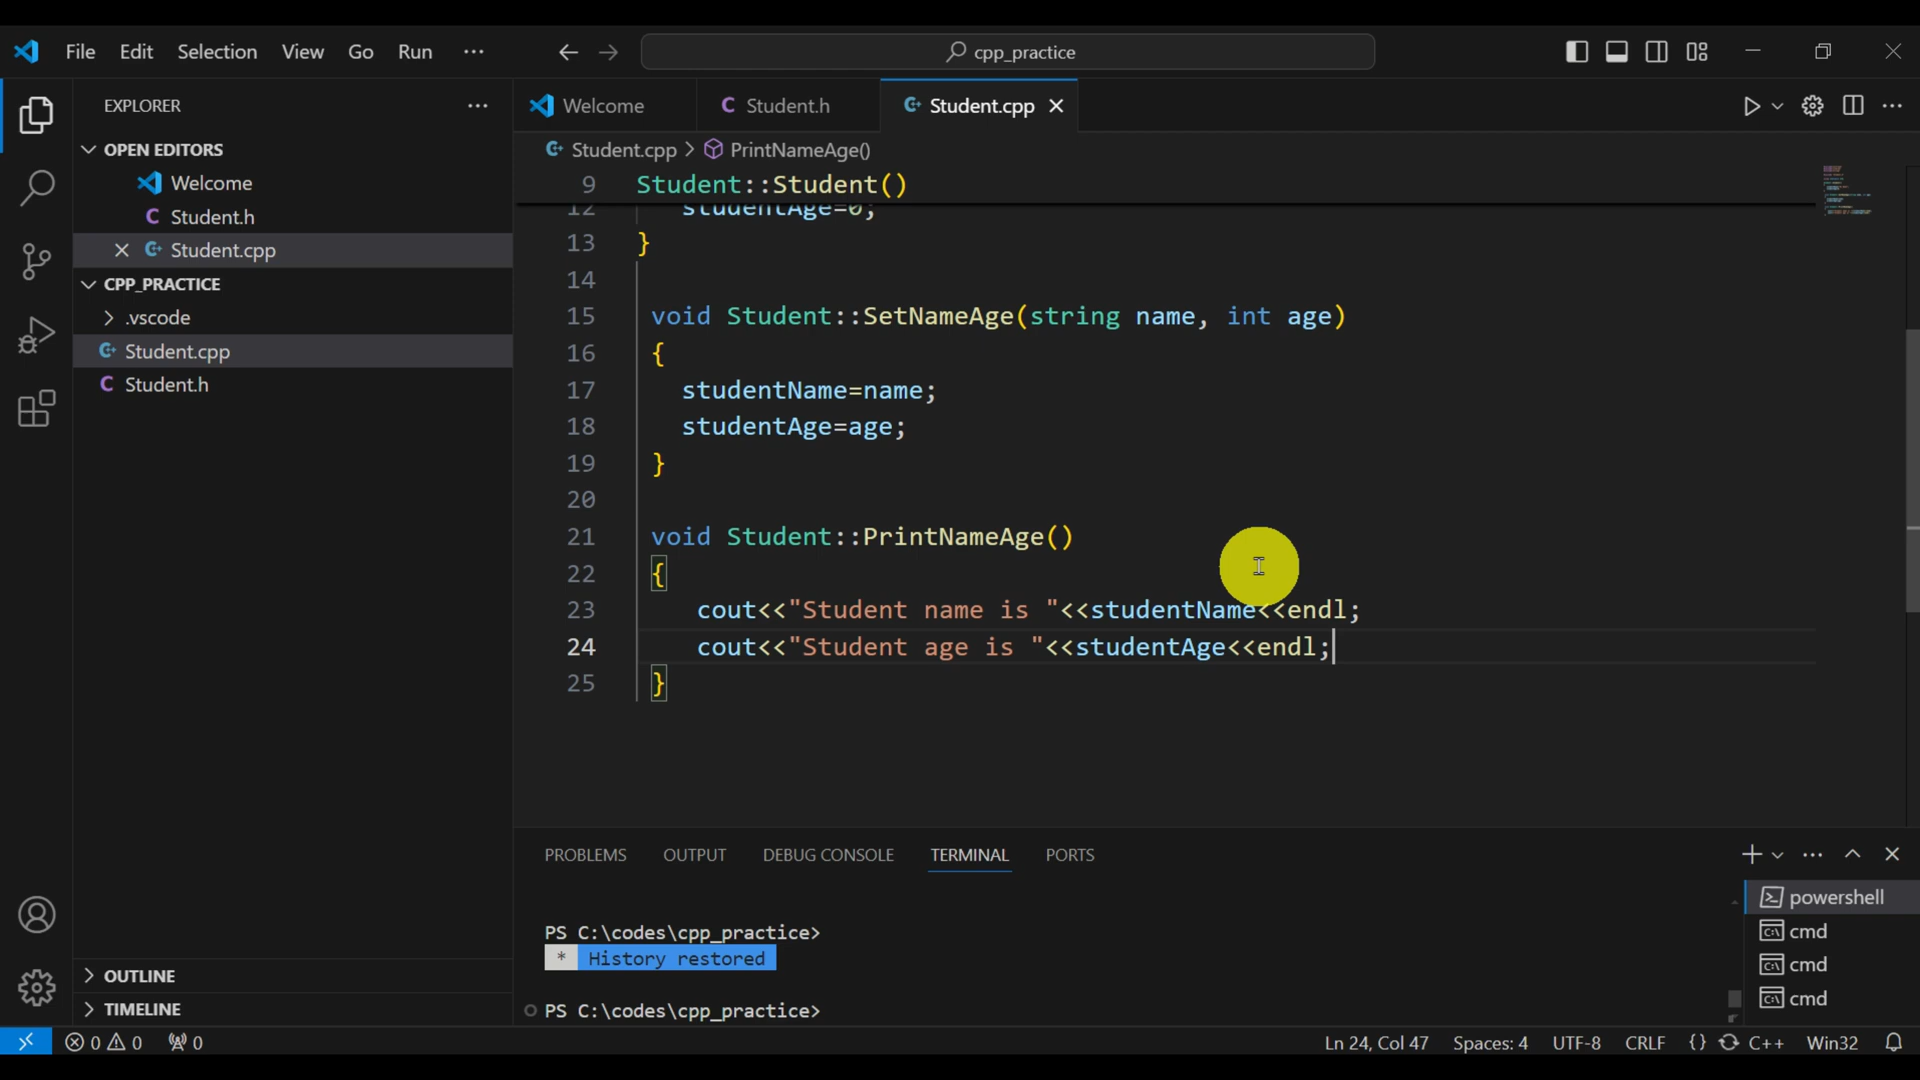 File Edit Selection View Go Run ···
cpp_practice
EXPLORER ···
OPEN EDITORS
Welcome
Student.h
Student.cpp
CPP_PRACTICE
.vscode
Student.cpp
Student.h
OUTLINE
TIMELINE
Welcome Student.h Student.cpp
Student.cpp > PrintNameAge()
9 Student::Student()
12 studentAge=0;
13 }
14
15 void Student::SetNameAge(string name, int age)
16 {
17 studentName=name;
18 studentAge=age;
19 }
20
21 void Student::PrintNameAge()
22 {
23 cout<<"Student name is "<<studentName<<endl;
24 cout<<"Student age is "<<studentAge<<endl;
25 }
PROBLEMS OUTPUT DEBUG CONSOLE TERMINAL PORTS
PS C:\codes\cpp_practice>
* History restored
PS C:\codes\cpp_practice>
powershell
cmd
cmd
cmd
0 0 0 Ln 24, Col 47 Spaces: 4 UTF-8 CRLF {} C++ Win32